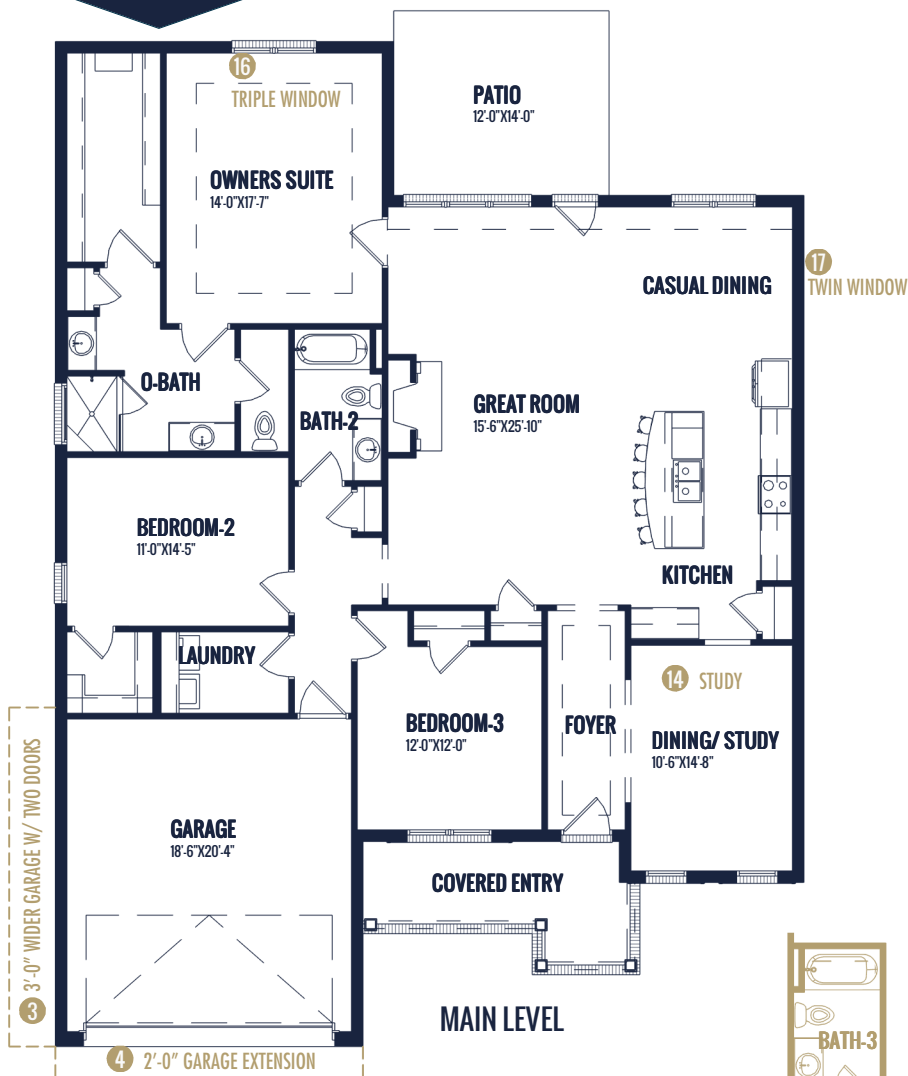 16
TRIPLE WINDOW
PATIO
12'-0"X14'-0"
OWNERS SUITE
14'-0"X17'-7"
17
TWIN WINDOW
CASUAL DINING
O-BATH
BATH-2
GREAT ROOM
15'-6"X25'-10"
BEDROOM-2
11'-0"X14'-5"
KITCHEN
LAUNDRY
14 STUDY
BEDROOM-3
12'-0"X12'-0"
FOYER
DINING/ STUDY
10'-6"X14'-8"
3 3'-0" WIDER GARAGE W/ TWO DOORS
GARAGE
18'-6"X20'-4"
COVERED ENTRY
MAIN LEVEL
BATH-3
4 2'-0" GARAGE EXTENSION